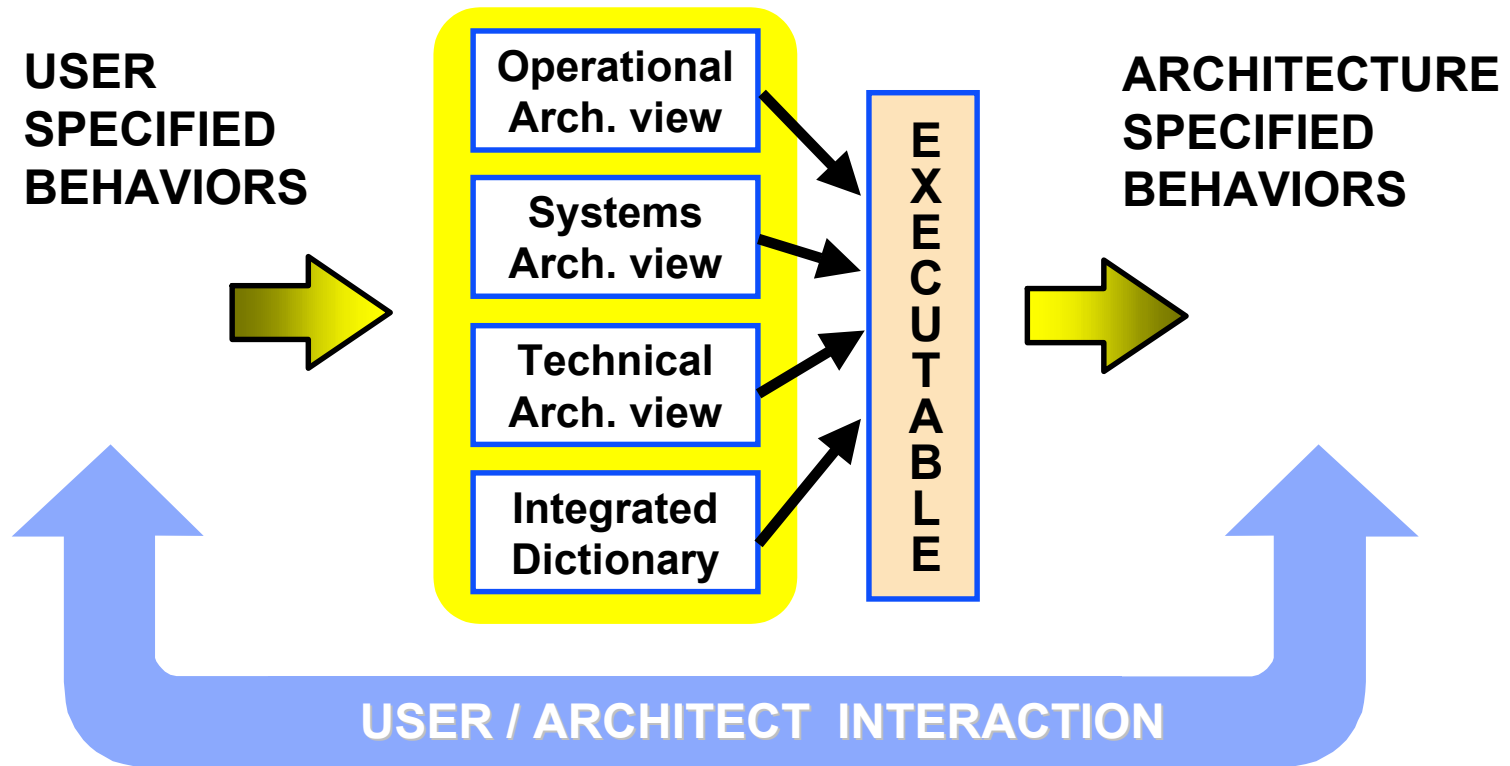 USER
SPECIFIED
BEHAVIORS
Operational
Arch. view
Systems
Arch. view
Technical
Arch. view
Integrated
Dictionary
E
X
E
C
U
T
A
B
L
E
ARCHITECTURE
SPECIFIED
BEHAVIORS
USER / ARCHITECT INTERACTION